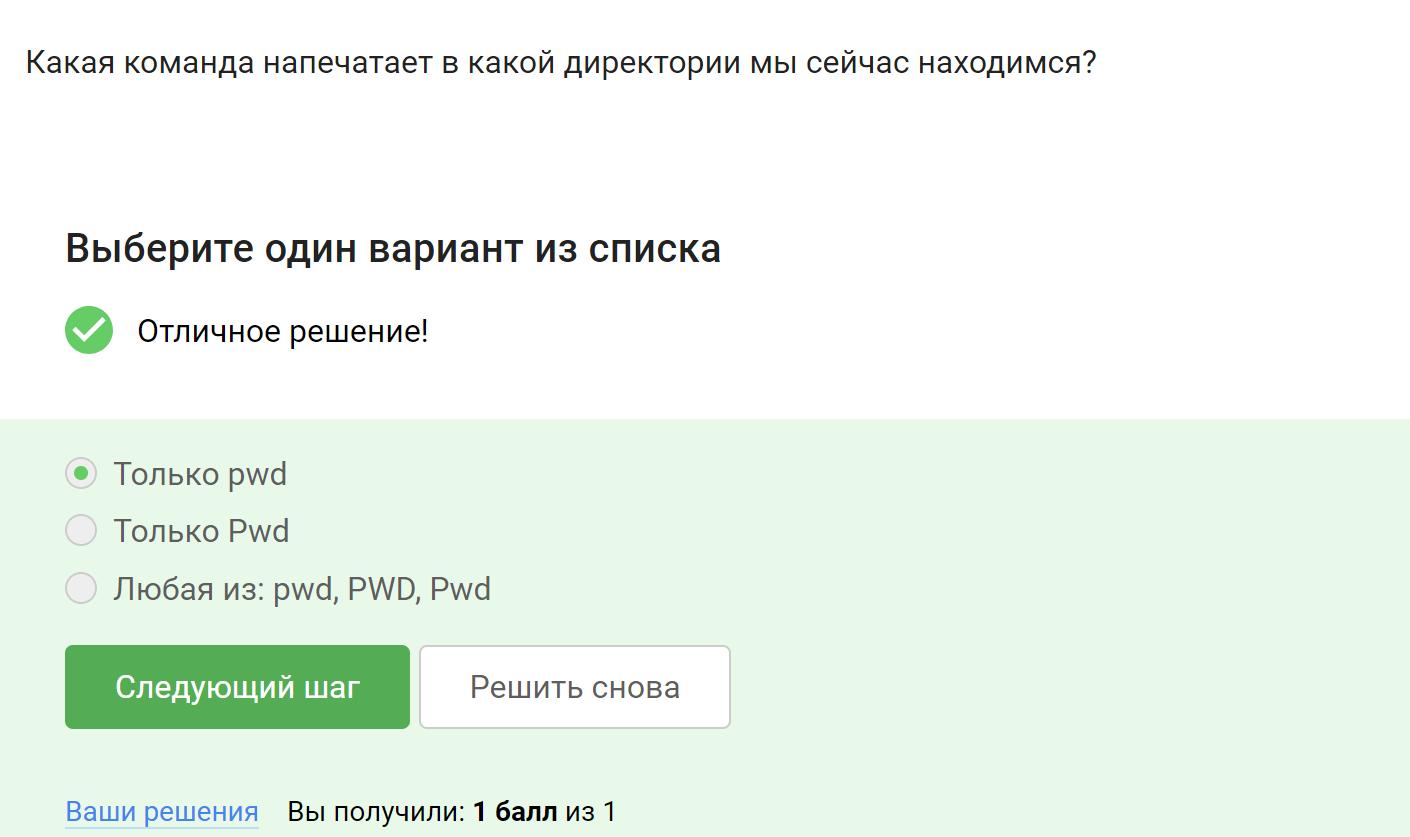 Какая команда напечатает в какой директории мы сейчас находимся?
Выберите один вариант из списка
Отличное решение!
Только pwd
Только Pwd
Любая из: pwd, PWD, Pwd
Следующий шаг
Решить снова
Ваши решения Вы получили: 1 балл из 1